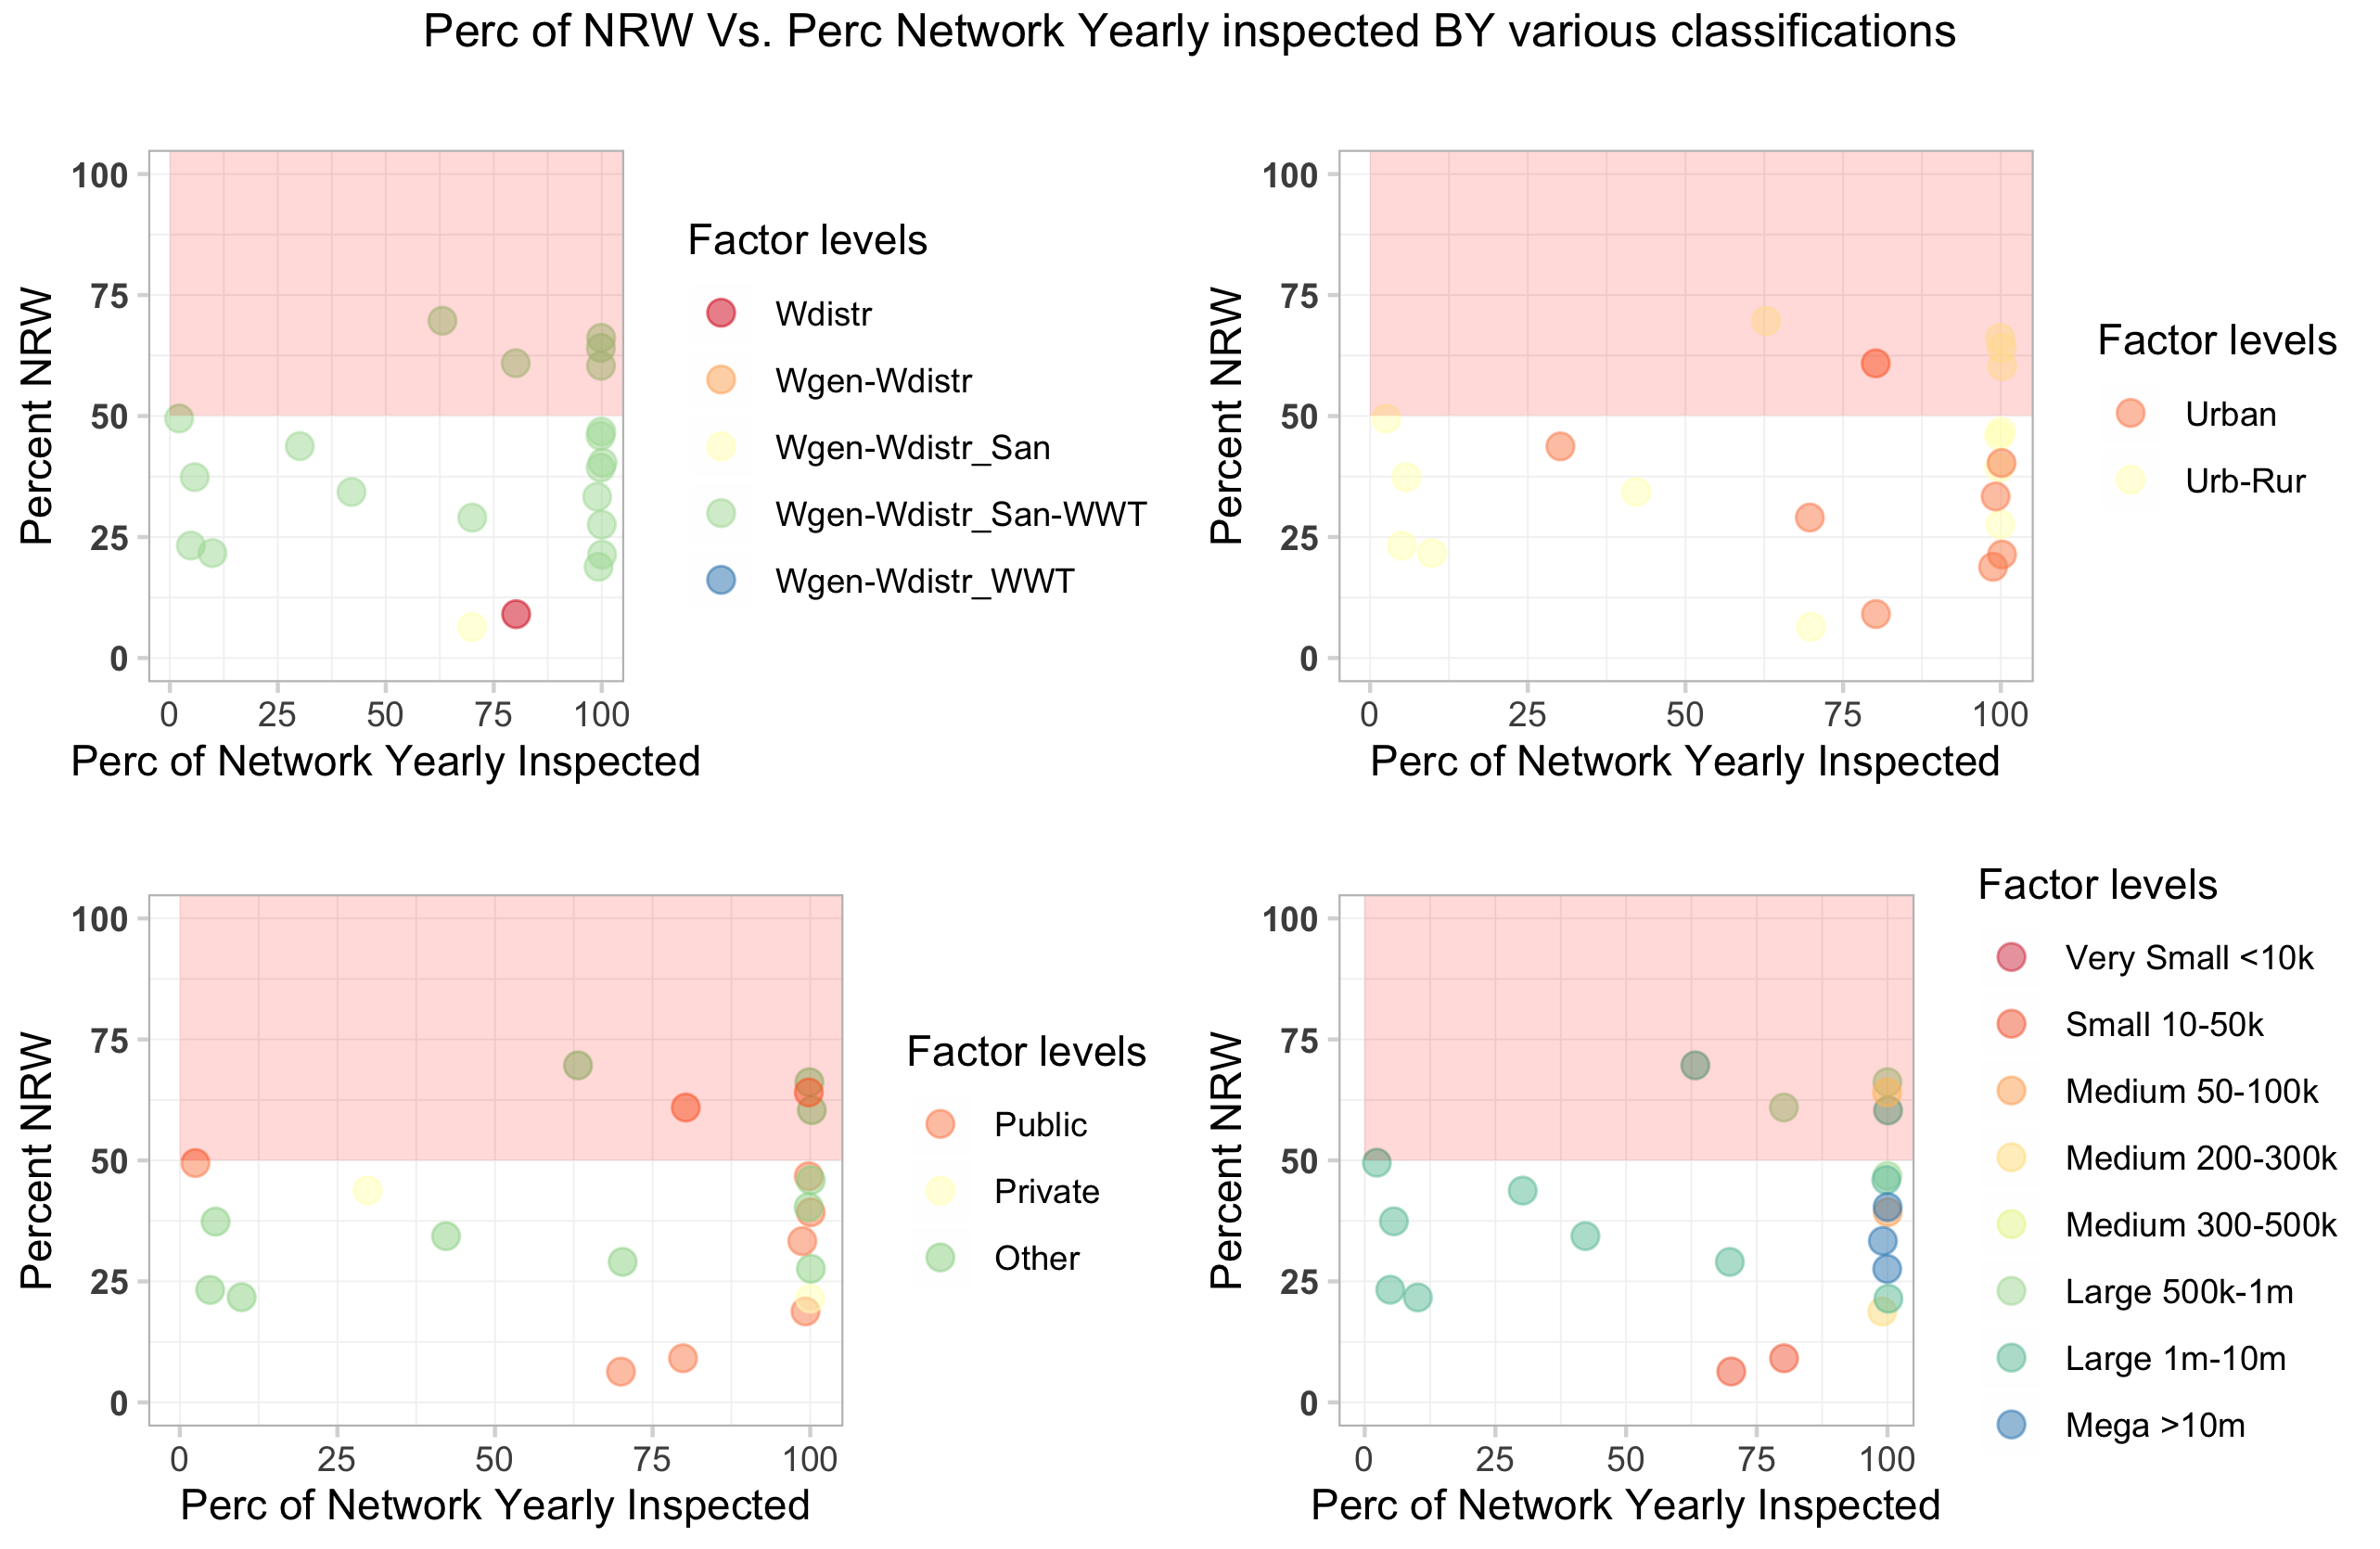 Perc of NRW Vs. Perc Network Yearly inspected BY various classifications
100
75
50
25
0
Percent NRW
0 25 50 75 100
Perc of Network Yearly Inspected
Factor levels
Wdistr
Wgen-Wdistr
Wgen-Wdistr_San
Wgen-Wdistr_San-WWT
Wgen-Wdistr_WWT
100
75
50
25
0
Percent NRW
0 25 50 75 100
Perc of Network Yearly Inspected
Factor levels
Urban
Urb-Rur
100
75
50
25
0
Percent NRW
0 25 50 75 100
Perc of Network Yearly Inspected
Factor levels
Public
Private
Other
100
75
50
25
0
Percent NRW
0 25 50 75 100
Perc of Network Yearly Inspected
Factor levels
Very Small <10k
Small 10-50k
Medium 50-100k
Medium 200-300k
Medium 300-500k
Large 500k-1m
Large 1m-10m
Mega >10m